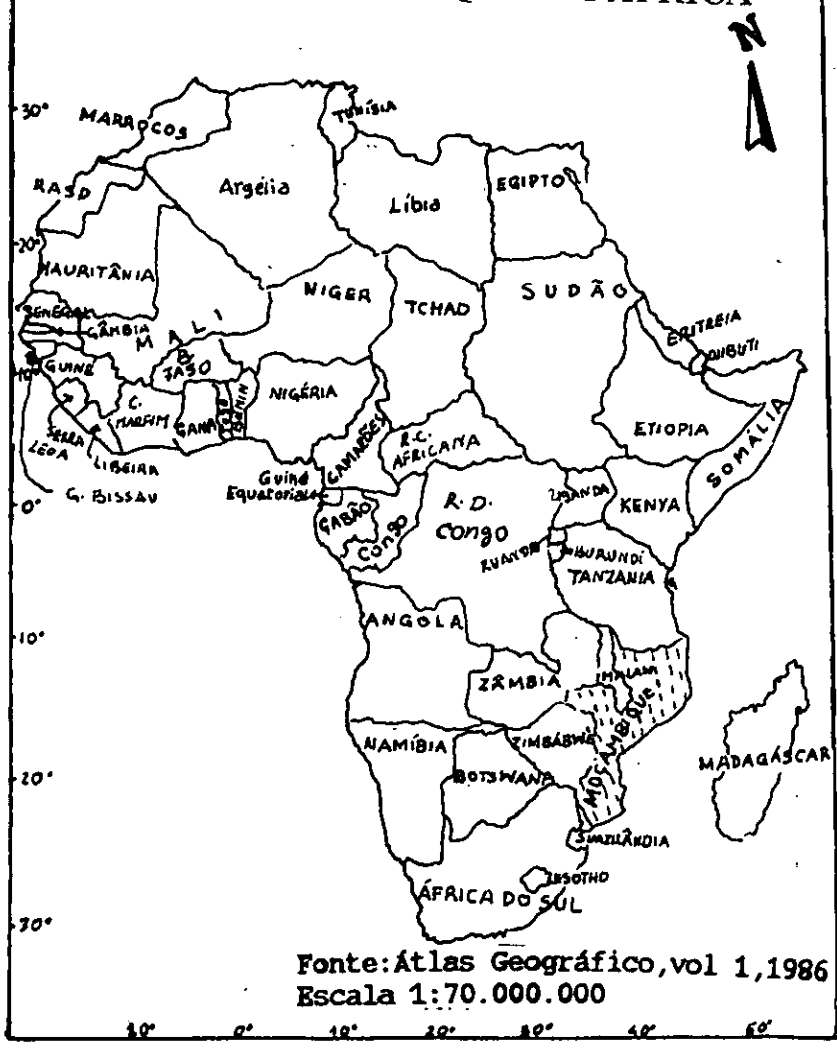 N
30°
MARROCOS
TUNÍSIA
RASD
Argélia
Líbia
EGIPTO
20°
MAURITÂNIA
MALI
NIGER
TCHAD
SUDÃO
ERITREIA
DJIBUTI
SENEGAL
GÂMBIA
GUINÉ
B.
FASO
NIGÉRIA
10°
C.
MARFIM
GANA
TOGO
BENIN
SERRA
LEOA
LIBEIRA
G. BISSAU
CAMARÕES
R.C.
AFRICANA
ETIOPIA
SOMÁLIA
Guiné
Equatorial
0°
GABÃO
CONGO
R. D.
Congo
UGANDA
KENYA
RUANDA
BURUNDI
TANZANIA
10°
ANGOLA
ZÂMBIA
MALAWI
MOÇAMBIQUE
NAMÍBIA
ZIMBÁBWÉ
BOTSWANA
MADAGÁSCAR
20°
SUAZILÂNDIA
LESOTHO
ÁFRICA DO SUL
30°
Fonte:Átlas Geográfico,vol 1,1986
Escala 1:70.000.000
10° 0° 10° 20° 30° 40° 50°